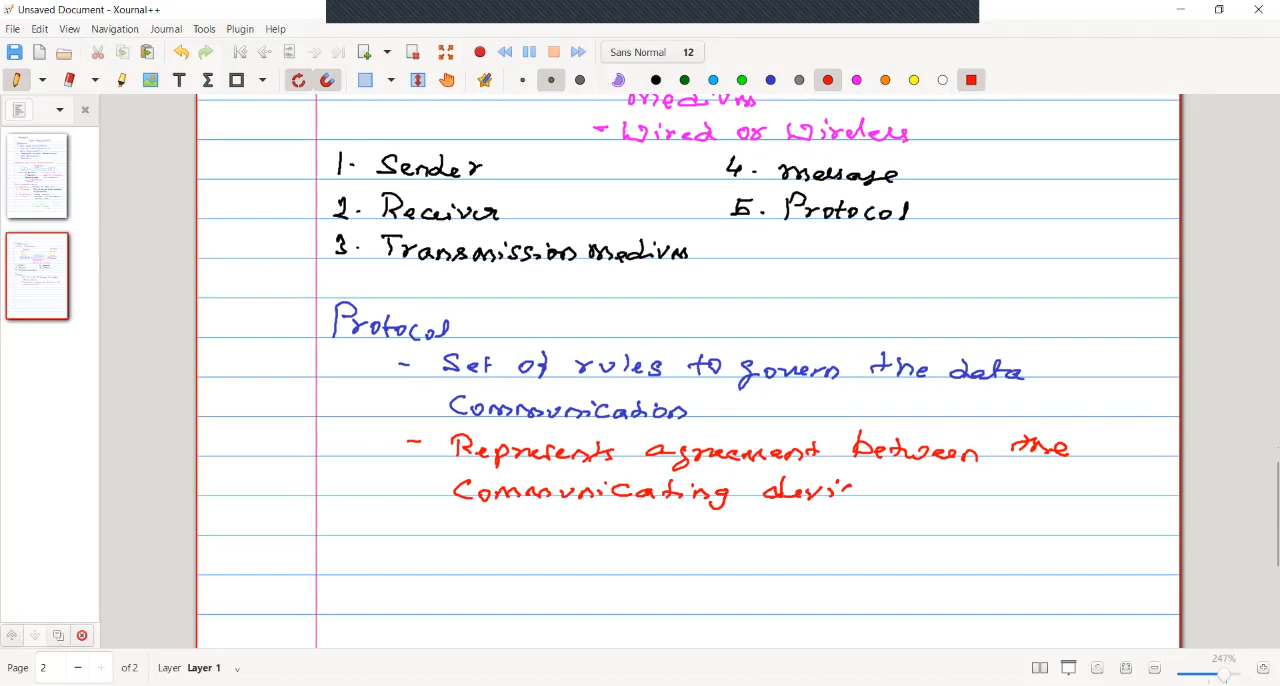 Unsaved Document - Xournal++
File Edit View Navigation Journal Tools Plugin Help
Sans Normal 12
medium
- Wired or Wireless
1. Sender 4. Message
2. Receiver 5. Protocol
3. Transmission medium
Protocol
- Set of rules to govern the data
Communication
- Represents agreement between the
Communicating devi
247%
Page 2 of 2 Layer Layer 1